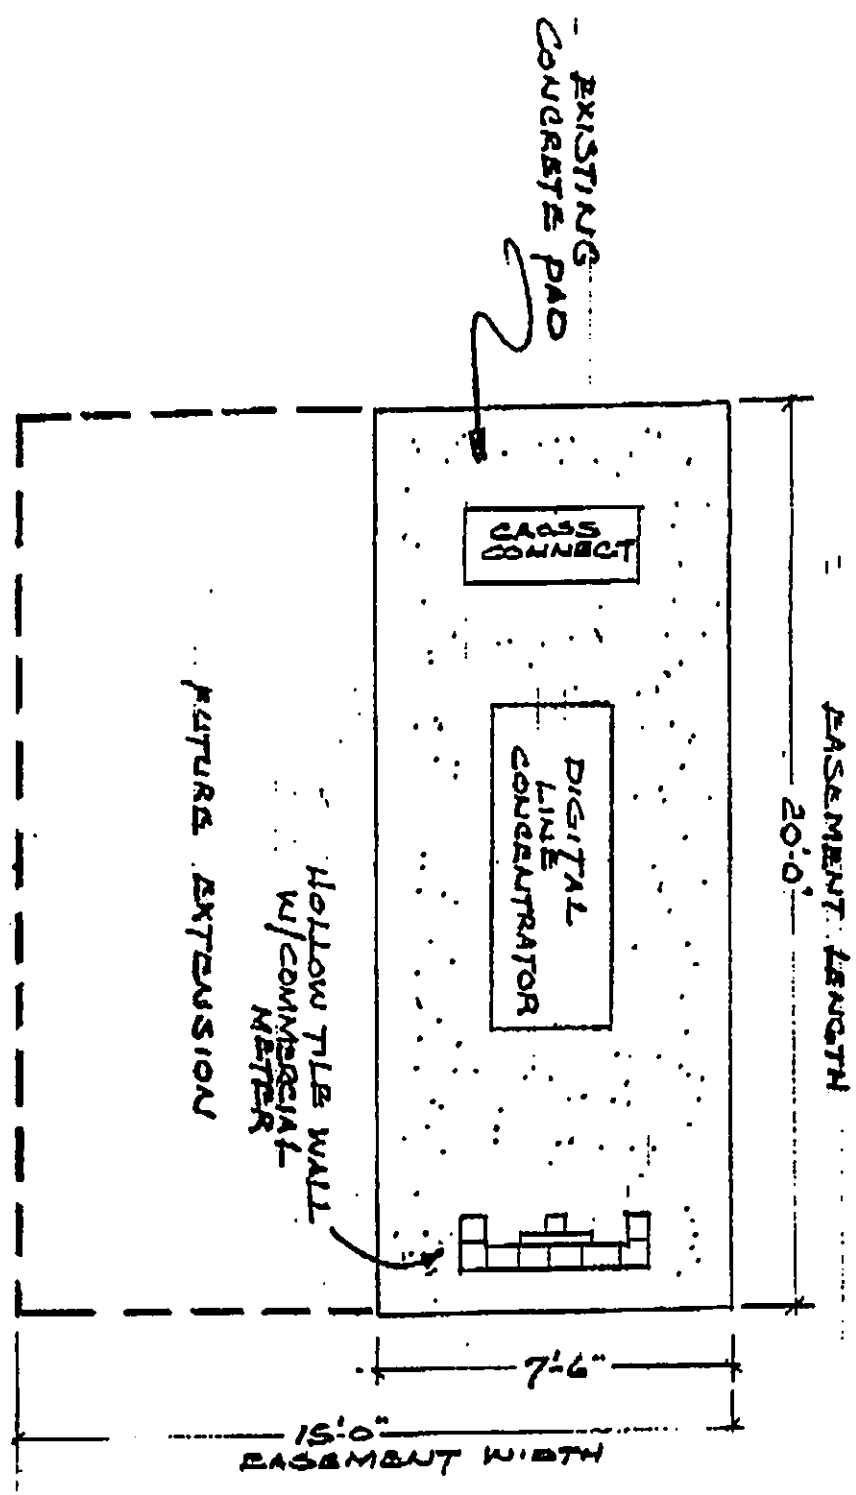 - EXISTING
CONCRETE PAD
CROSS
CONNECT
DIGITAL
LINE
CONCENTRATOR
EASEMENT LENGTH
20'-0"
HOLLOW TILE WALL
W/COMMERCIAL
METER
FUTURE EXTENSION
7'-6"
15'-0"
EASEMENT WIDTH